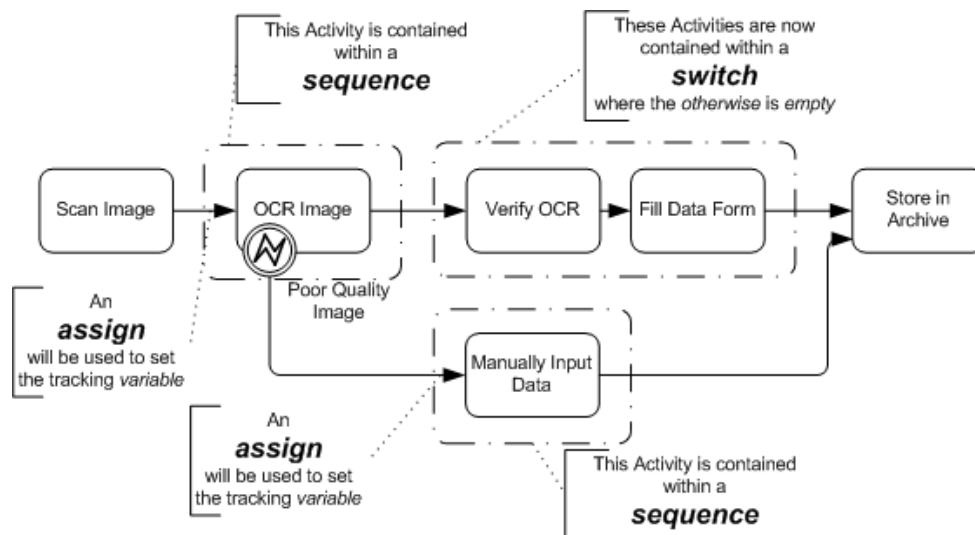 This Activity is contained
within a
sequence
These Activities are now
contained within a
switch
where the otherwise is empty
Scan Image
OCR Image
Verify OCR
Fill Data Form
Store in
Archive
Poor Quality
Image
An
assign
will be used to set
the tracking variable
Manually Input
Data
An
assign
will be used to set
the tracking variable
This Activity is contained
within a
sequence